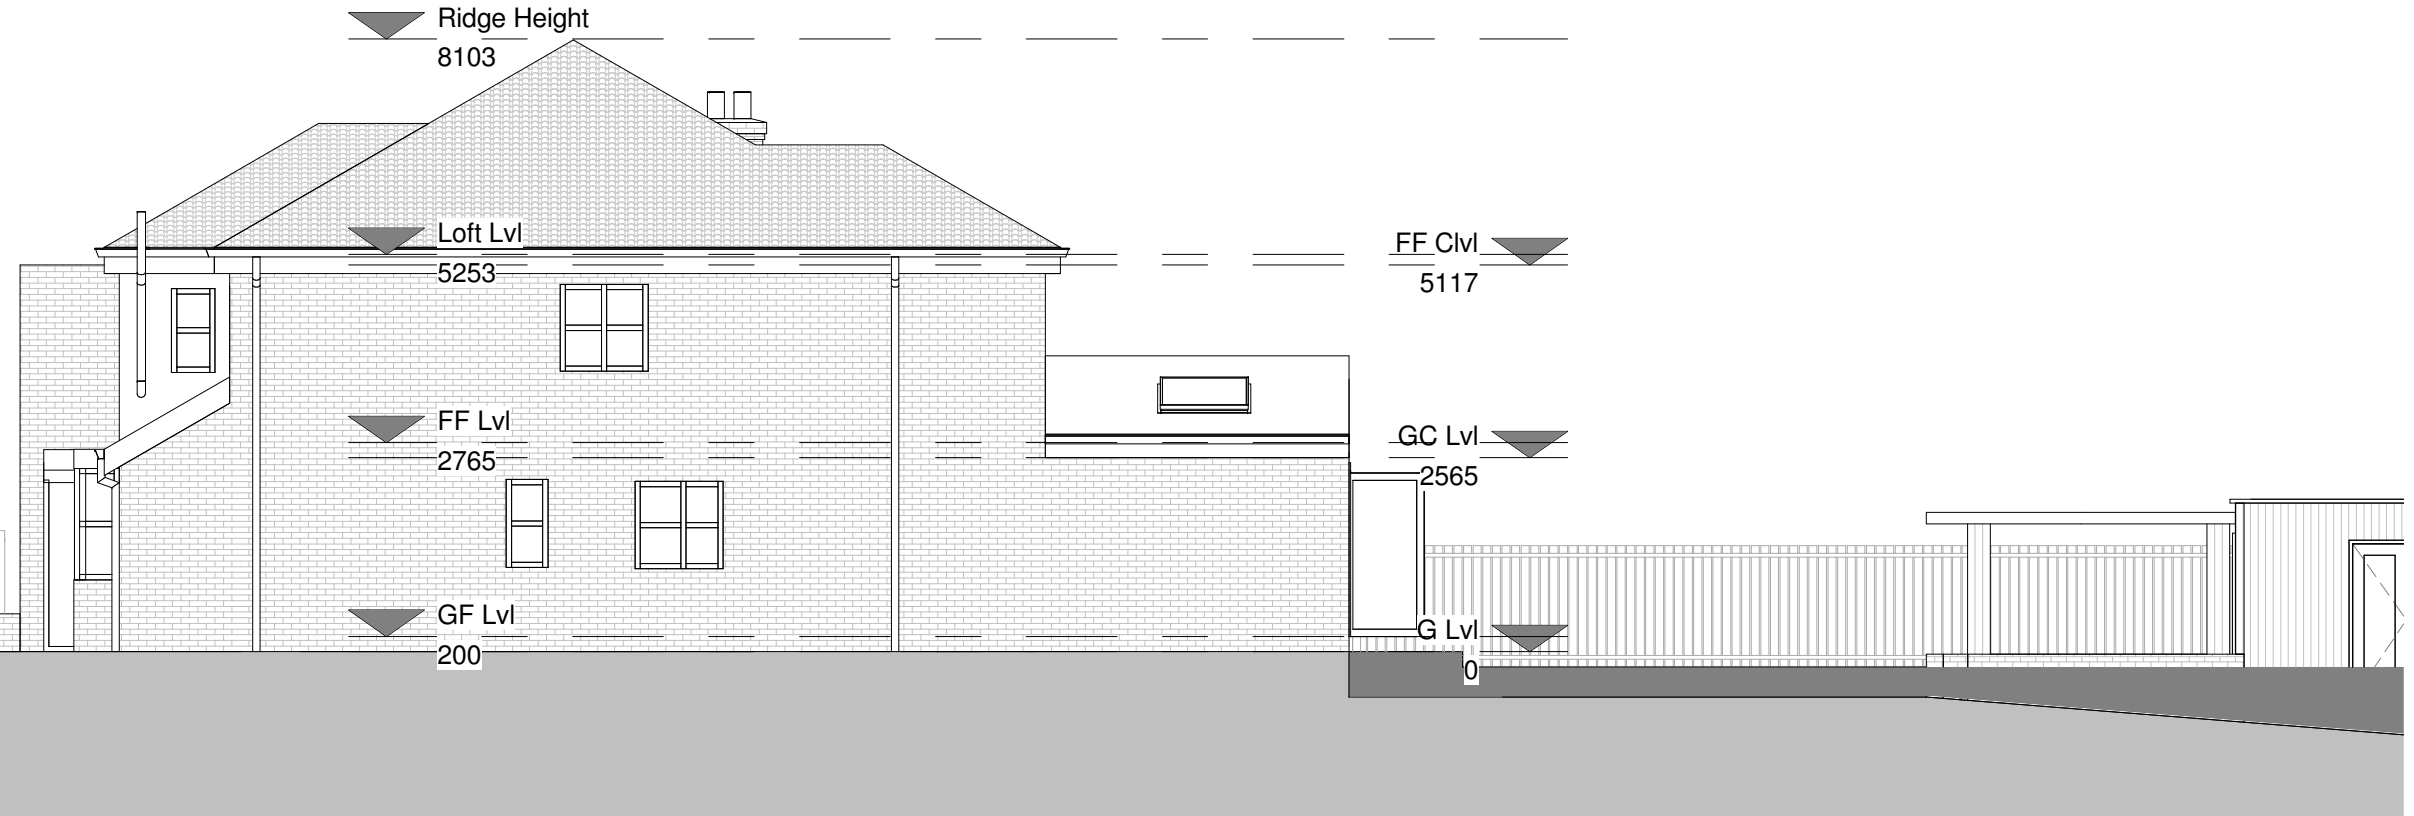 Ridge Height
8103
Loft Lvl
5253
FF Clvl
5117
FF Lvl
2765
GC Lvl
2565
GF Lvl
200
G Lvl
0